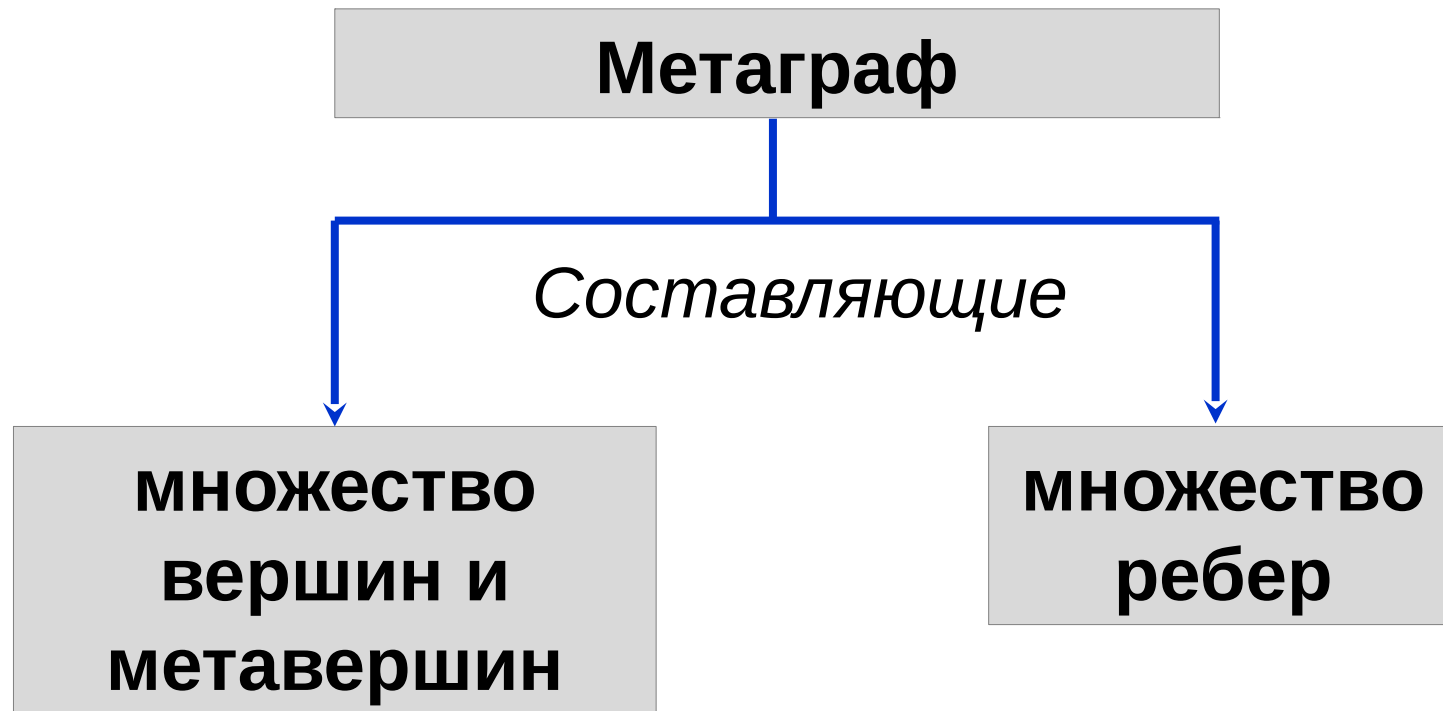 Метаграф
Составляющие
множество
вершин и
метавершин
множество
ребер